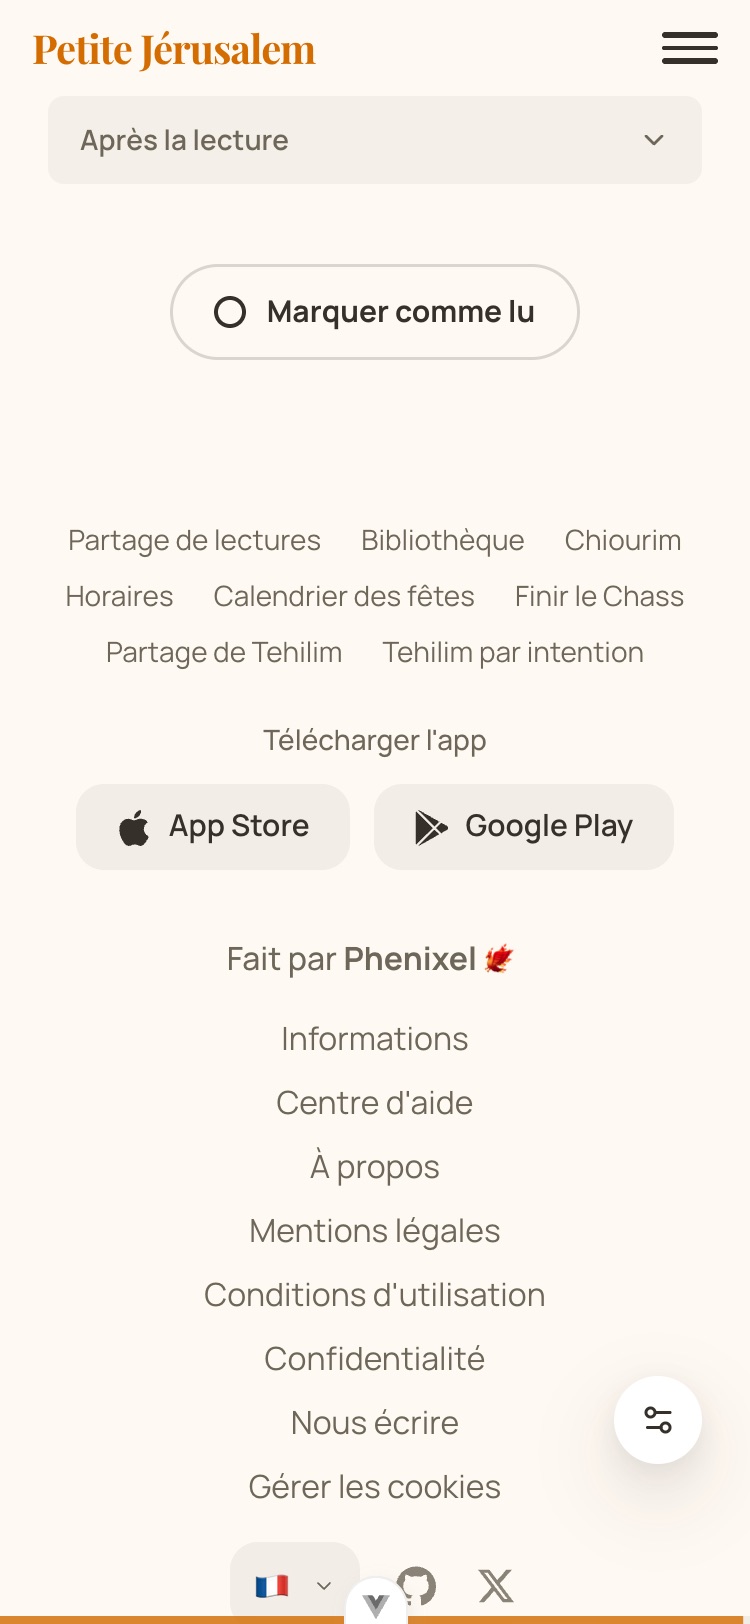 Petite Jérusalem
Après la lecture
Marquer comme lu
Partage de lectures Bibliothèque Chiourim
Horaires Calendrier des fêtes Finir le Chass
Partage de Tehilim Tehilim par intention
Télécharger l'app
App Store Google Play
Fait par Phenixel
Informations
Centre d'aide
À propos
Mentions légales
Conditions d'utilisation
Confidentialité
Nous écrire
Gérer les cookies